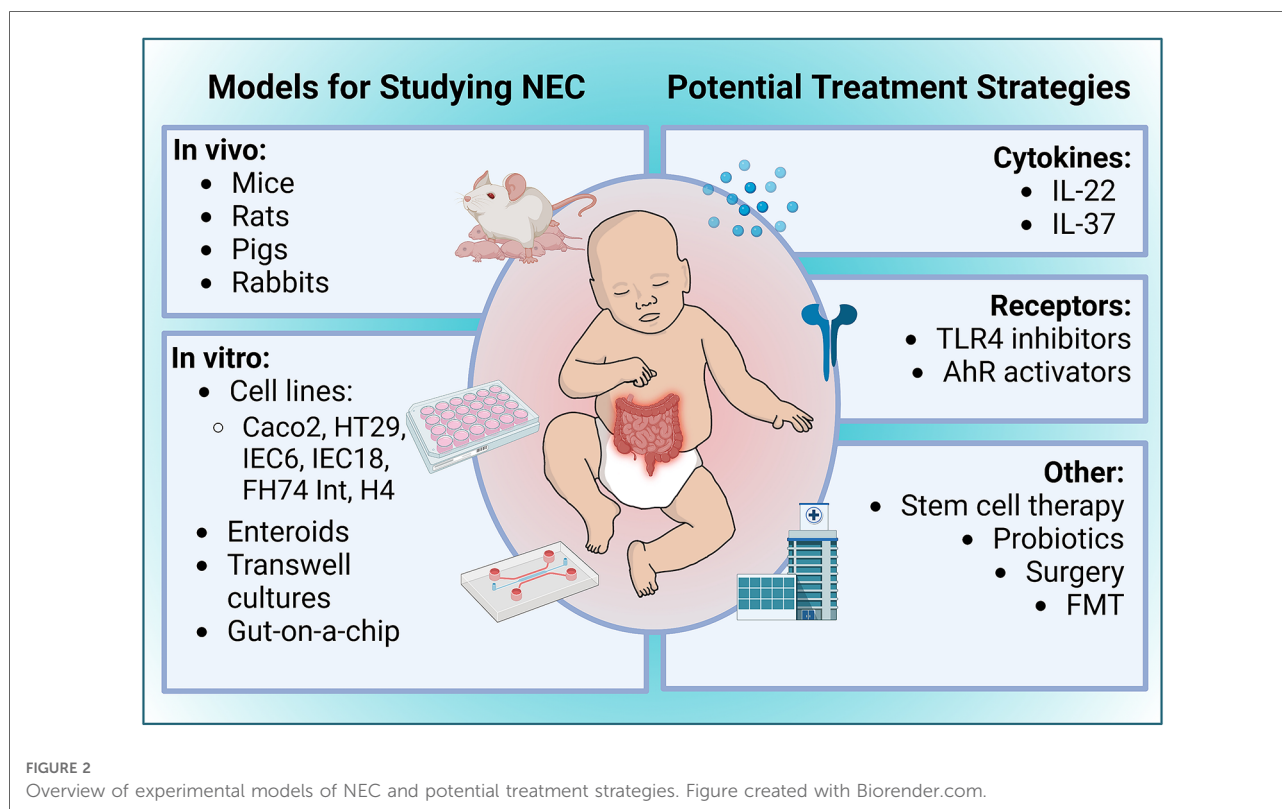 Models for Studying NEC
In vivo:
• Mice
• Rats
• Pigs
• Rabbits
In vitro:
• Cell lines:
○ Caco2, HT29,
IEC6, IEC18,
FH74 Int, H4
• Enteroids
• Transwell
cultures
• Gut-on-a-chip
Potential Treatment Strategies
Cytokines:
• IL-22
• IL-37
Receptors:
• TLR4 inhibitors
• AhR activators
Other:
• Stem cell therapy
• Probiotics
• Surgery
• FMT
FIGURE 2
Overview of experimental models of NEC and potential treatment strategies. Figure created with Biorender.com.